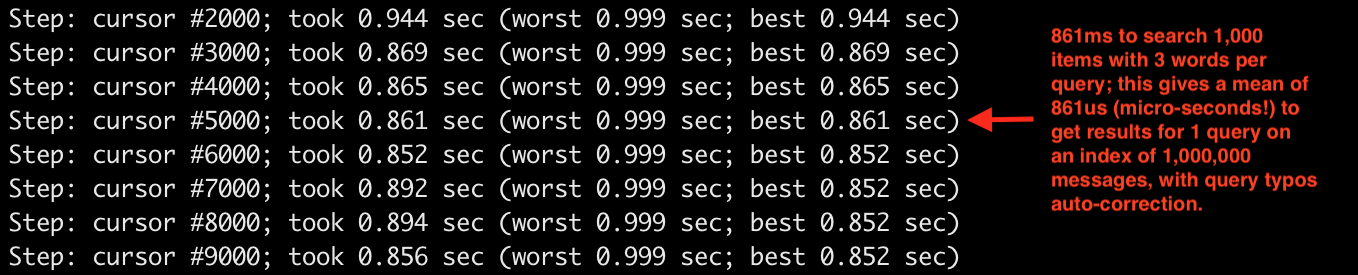 Step: cursor #2000; took 0.944 sec (worst 0.999 sec; best 0.944 sec)
Step: cursor #3000; took 0.869 sec (worst 0.999 sec; best 0.869 sec)
Step: cursor #4000; took 0.865 sec (worst 0.999 sec; best 0.865 sec)
Step: cursor #5000; took 0.861 sec (worst 0.999 sec; best 0.861 sec)
Step: cursor #6000; took 0.852 sec (worst 0.999 sec; best 0.852 sec)
Step: cursor #7000; took 0.892 sec (worst 0.999 sec; best 0.852 sec)
Step: cursor #8000; took 0.894 sec (worst 0.999 sec; best 0.852 sec)
Step: cursor #9000; took 0.856 sec (worst 0.999 sec; best 0.852 sec)
861ms to search 1,000
items with 3 words per
query; this gives a mean of
861us (micro-seconds!) to
get results for 1 query on
an index of 1,000,000
messages, with query typos
auto-correction.